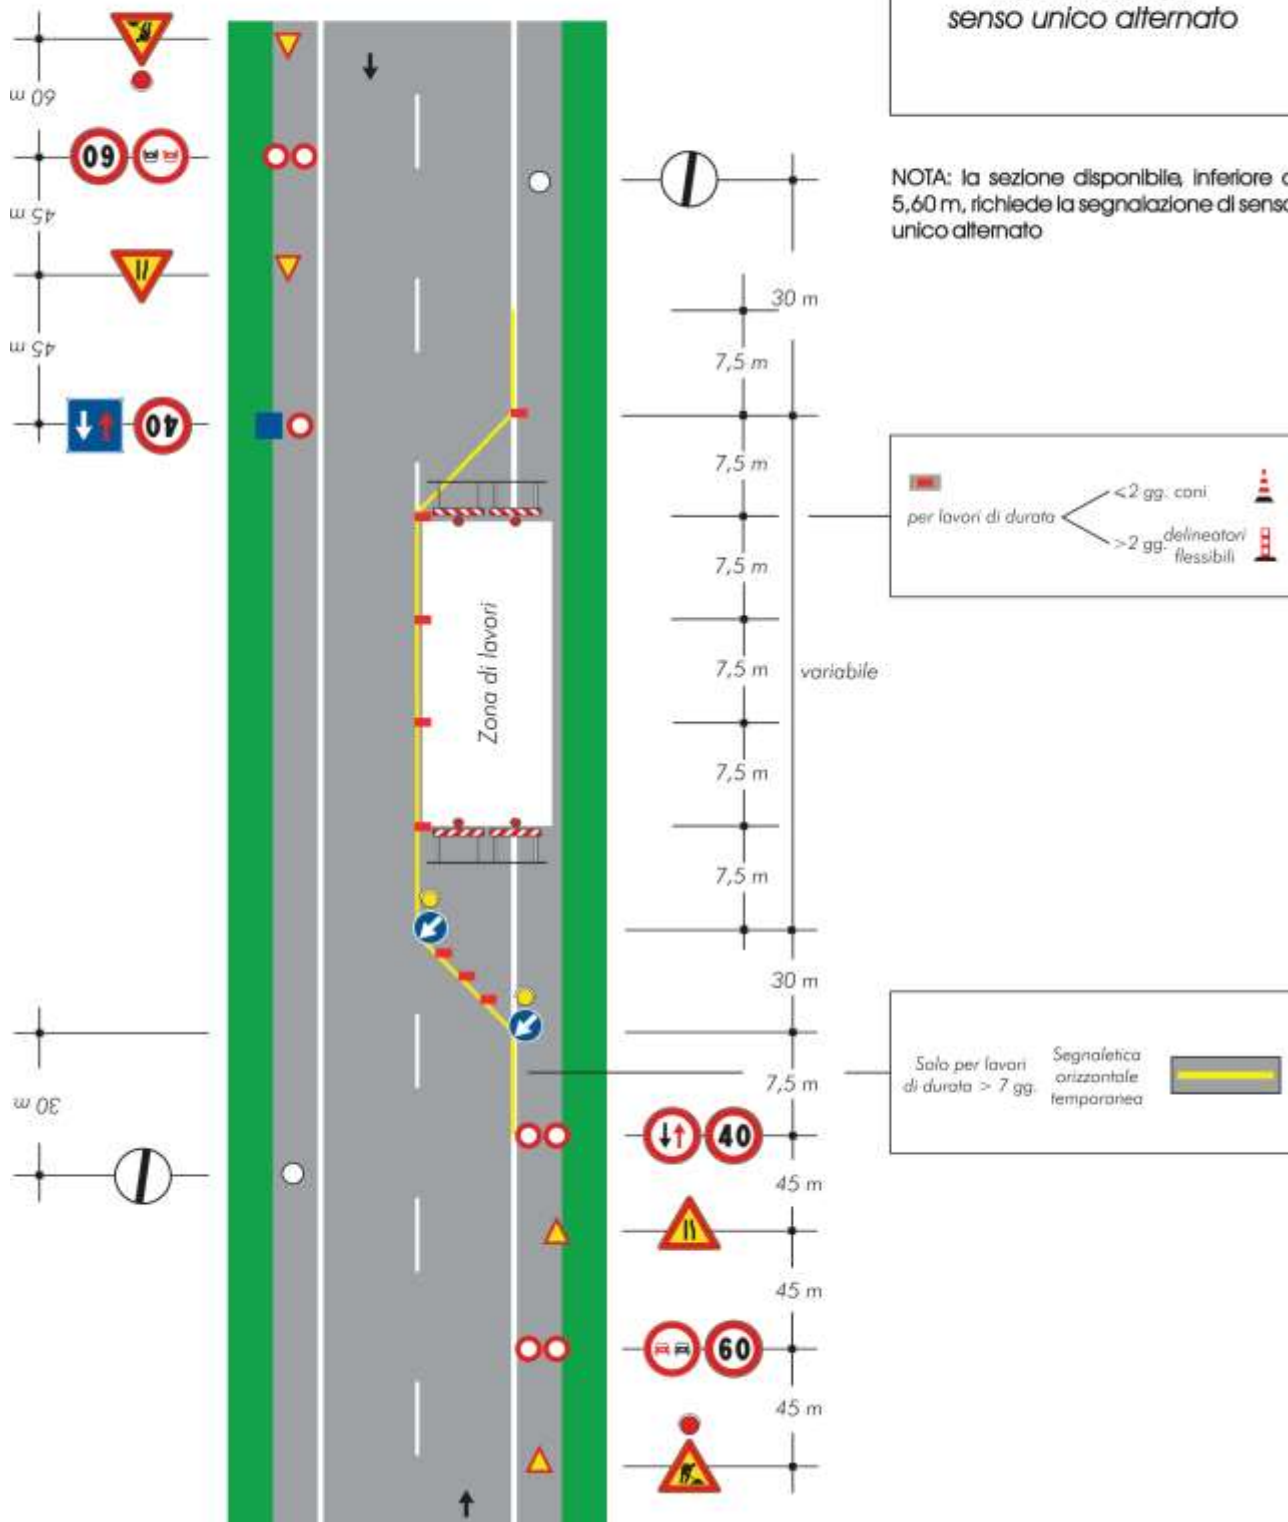 senso unico alternato
NOTA: la sezione disponibile, inferiore a
5,60 m, richiede la segnalazione di senso
unico alternato
60 m
60
45 m
45 m
40
30 m
7,5 m
7,5 m
7,5 m
7,5 m
7,5 m
7,5 m
variabile
Zona di lavori
per lavori di durata
<2 gg. coni
>2 gg. delineatori
flessibili
30 m
7,5 m
Solo per lavori
di durata > 7 gg.
Segnaletica
orizzontale
temporanea
30 m
40
45 m
45 m
60
45 m